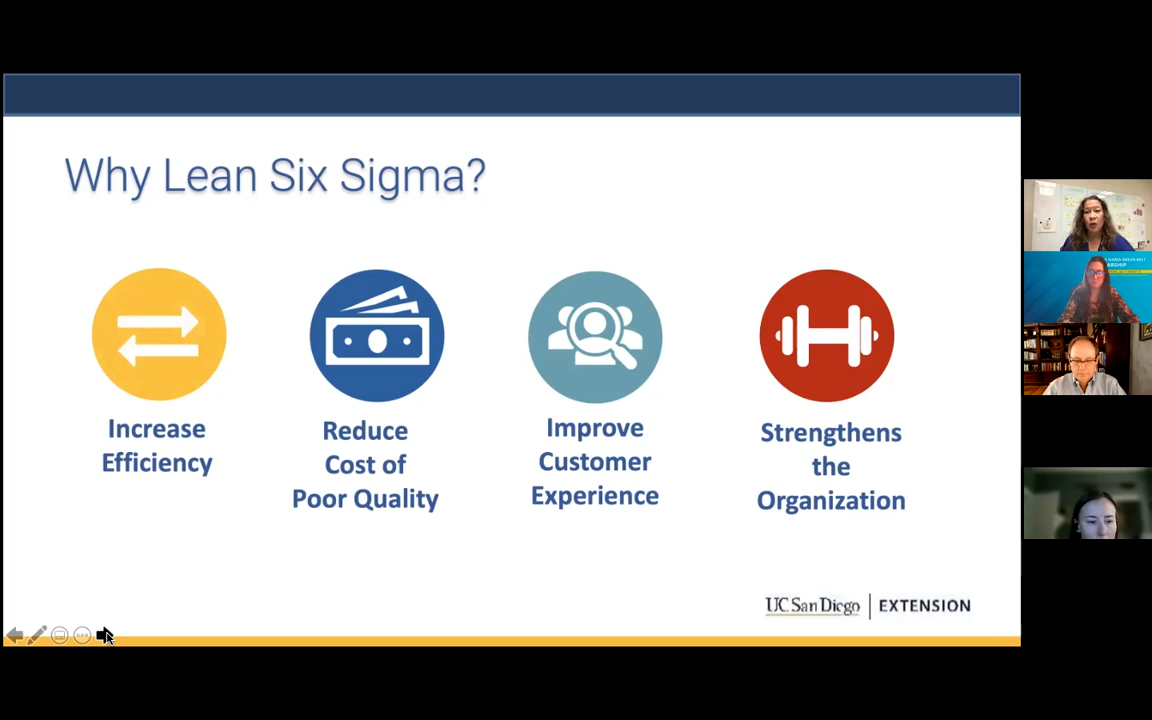 Why Lean Six Sigma?
Increase
Efficiency
Reduce
Cost of
Poor Quality
Improve
Customer
Experience
Strengthens
the
Organization
UC San Diego | EXTENSION